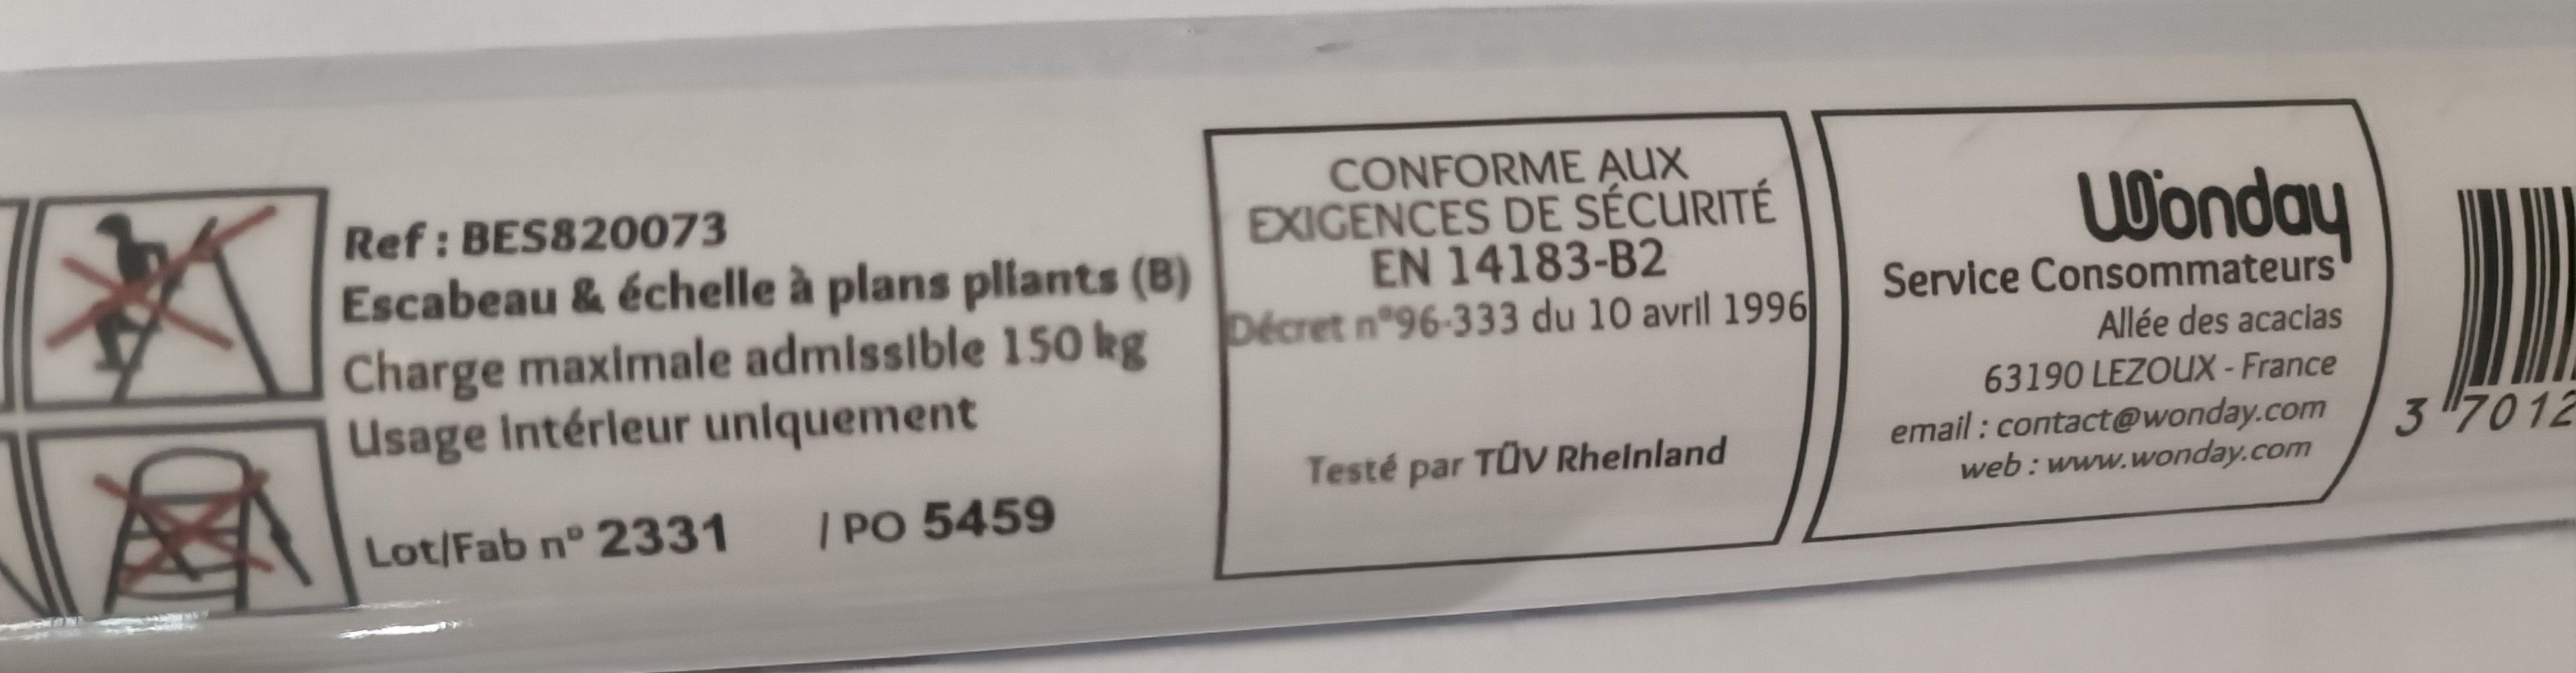 Ref : BES820073
Escabeau & échelle à plans pliants (B)
Charge maximale admissible 150 kg
Usage intérieur uniquement
Lot/Fab n° 2331 / PO 5459
CONFORME AUX
EXIGENCES DE SÉCURITÉ
EN 14183-B2
Décret n°96-333 du 10 avril 1996
Testé par TÜV Rheinland
Wonday
Service Consommateurs
Allée des acacias
63190 LEZOUX - France
email : contact@wonday.com
web : www.wonday.com
3 7012